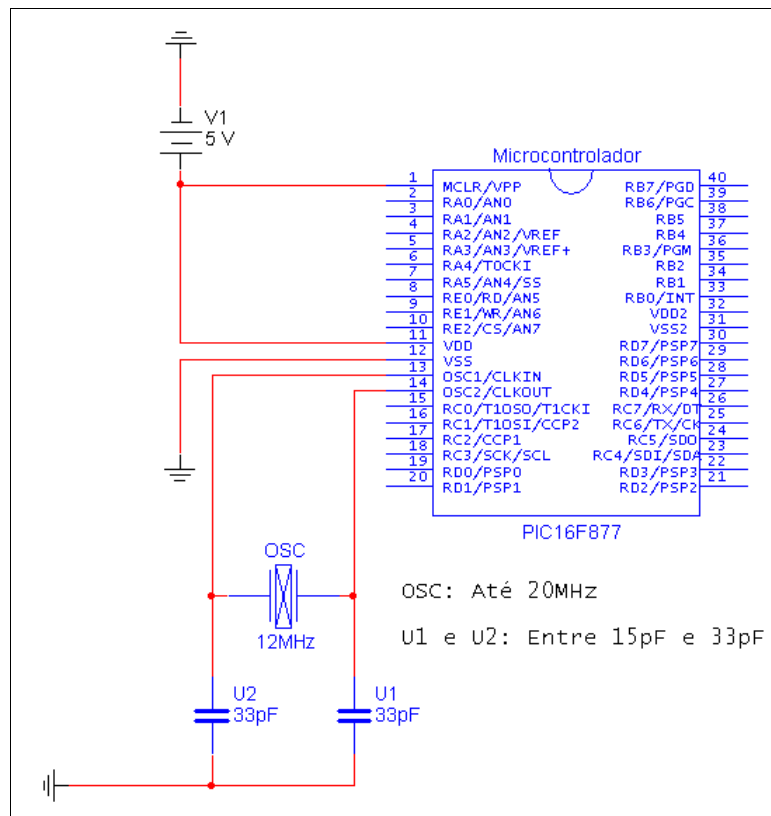 V1
5 V
Microcontrolador
1 MCLR/VPP RB7/PGD 40
2 RA0/AN0 RB6/PGC 39
3 RA1/AN1 RB5 38
4 RA2/AN2/VREF RB4 37
5 RA3/AN3/VREF+ RB3/PGM 36
6 RA4/TOCKI RB2 35
7 RA5/AN4/SS RB1 34
8 RE0/RD/AN5 RB0/INT 33
9 RE1/WR/AN6 VDD2 32
10 RE2/CS/AN7 VSS2 31
11 VDD RD7/PSP7 30
12 VSS RD6/PSP6 29
13 OSC1/CLKIN RD5/PSP5 28
14 OSC2/CLKOUT RD4/PSP4 27
15 RC0/T1OSO/T1CKI RC7/RX/DT 26
16 RC1/T1OSI/CCP2 RC6/TX/CK 25
17 RC2/CCP1 RC5/SDO 24
18 RC3/SCK/SCL RC4/SDI/SDA 23
19 RD0/PSP0 RD3/PSP3 22
20 RD1/PSP1 RD2/PSP2 21
PIC16F877
OSC
12MHz
OSC: Até 20MHz
U1 e U2: Entre 15pF e 33pF
U2
33pF
U1
33pF